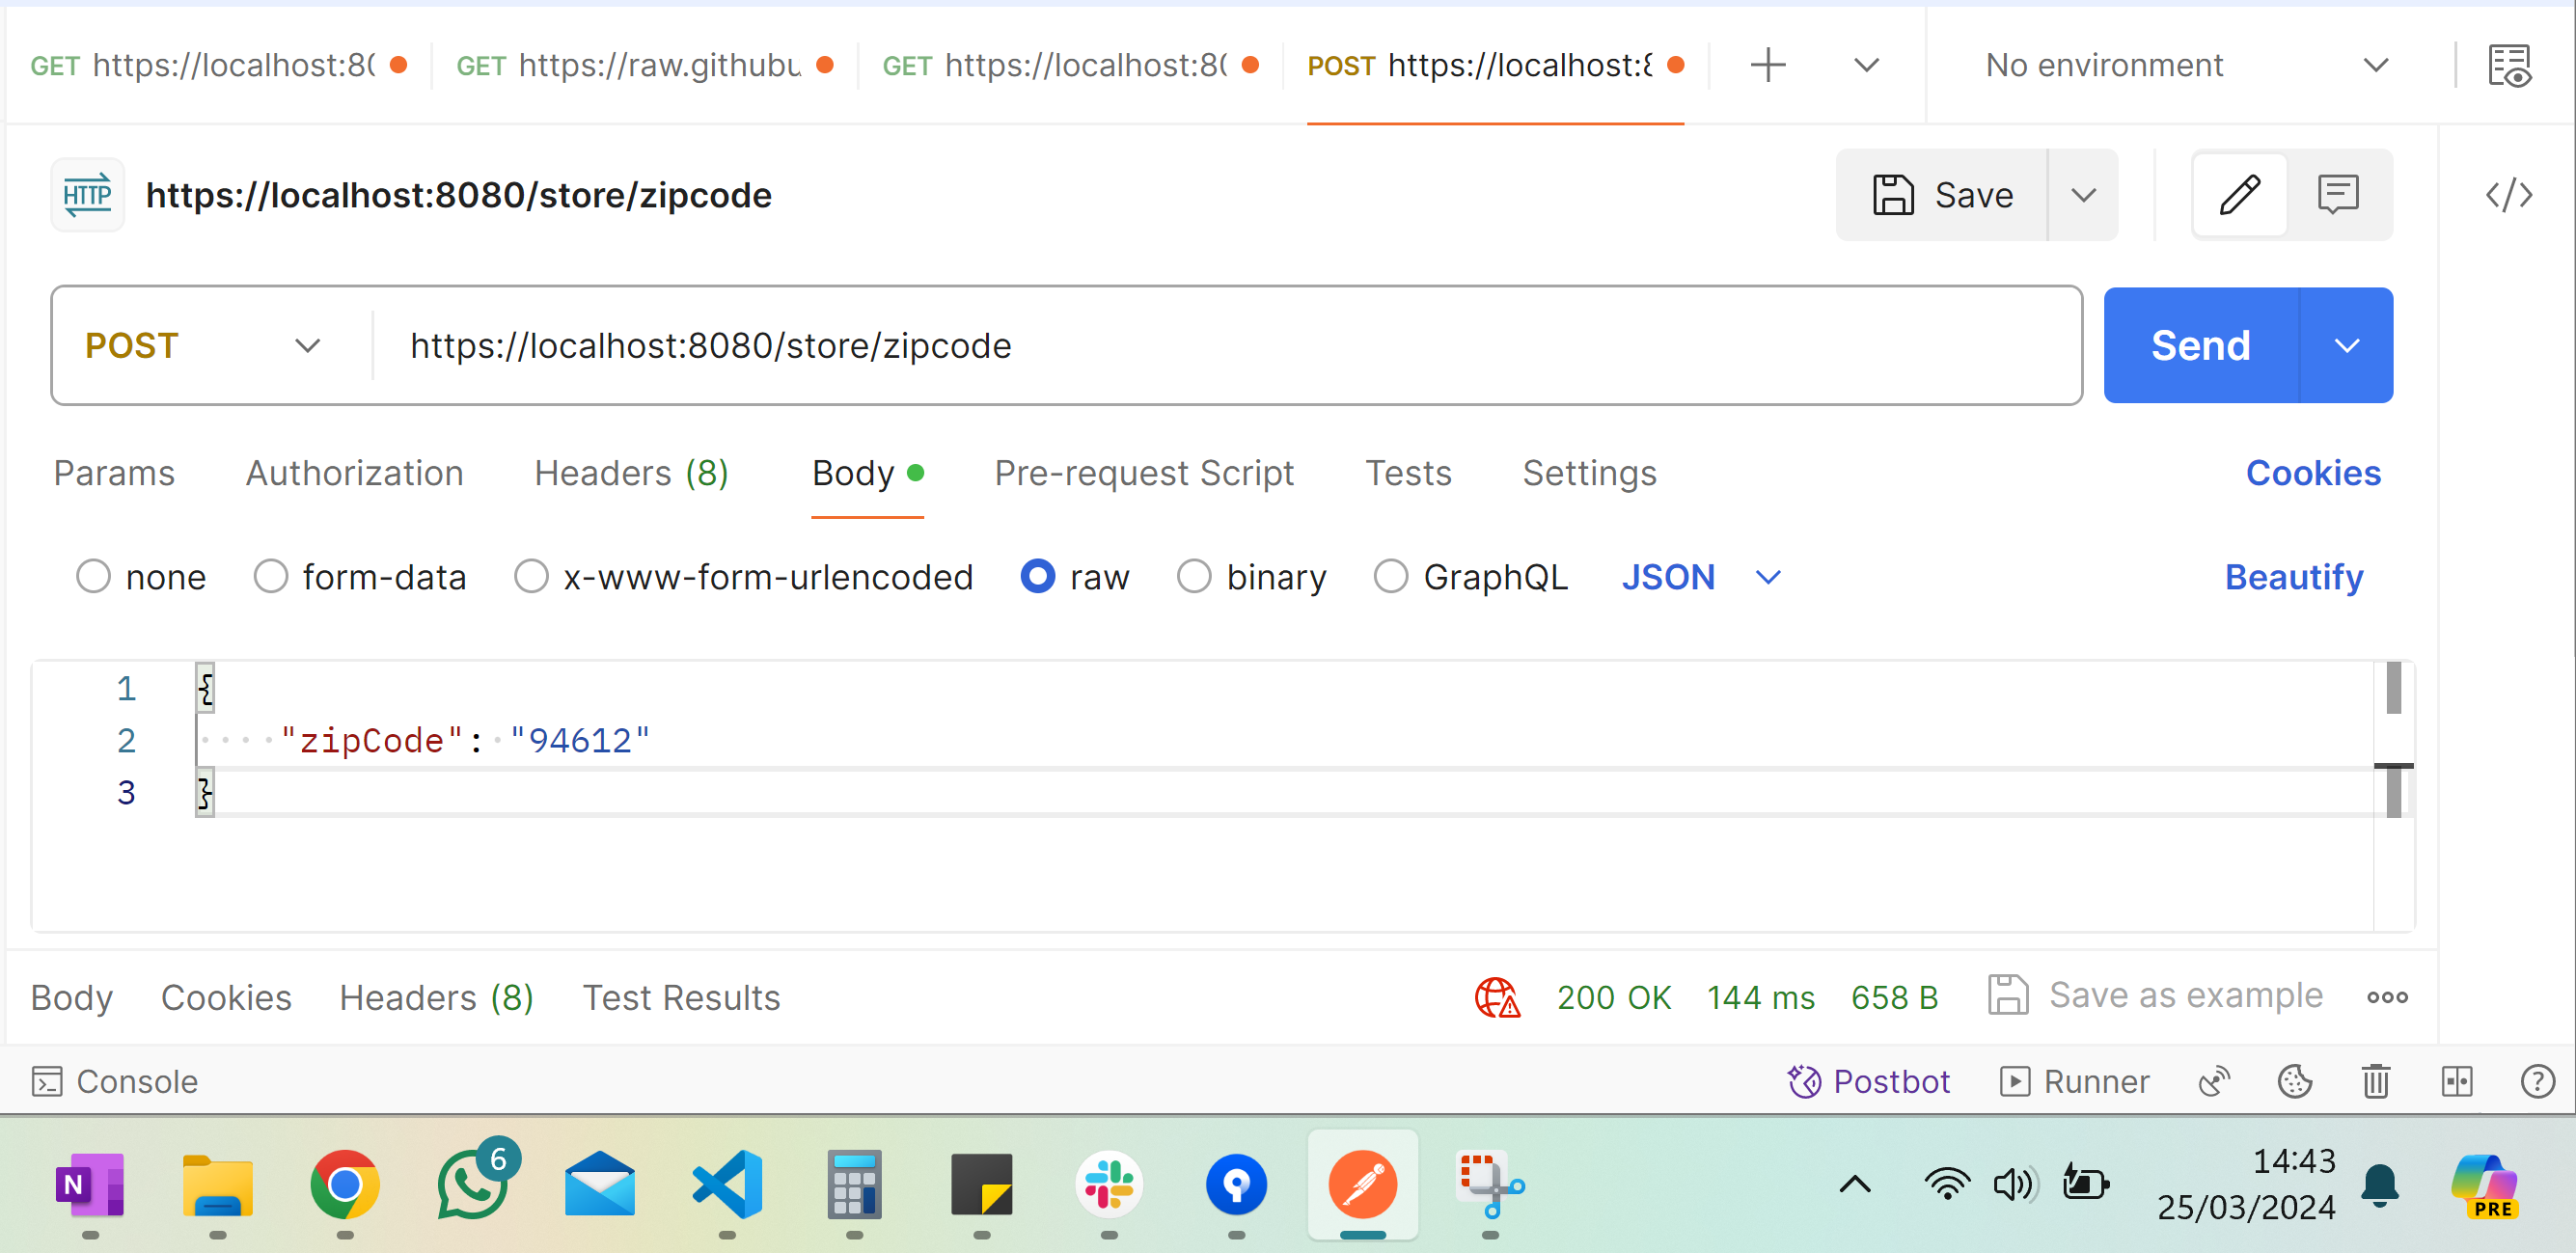 GET https://localhost:80 GET https://raw.githubu GET https://localhost:80 POST https://localhost:8 No environment
HTTP https://localhost:8080/store/zipcode Save
POST https://localhost:8080/store/zipcode Send
Params Authorization Headers (8) Body Pre-request Script Tests Settings Cookies
none form-data x-www-form-urlencoded raw binary GraphQL JSON Beautify
1 {
2 "zipCode": "94612"
3 }
Body Cookies Headers (8) Test Results 200 OK 144 ms 658 B Save as example
Console Postbot Runner
N 6 14:43
25/03/2024 PRE